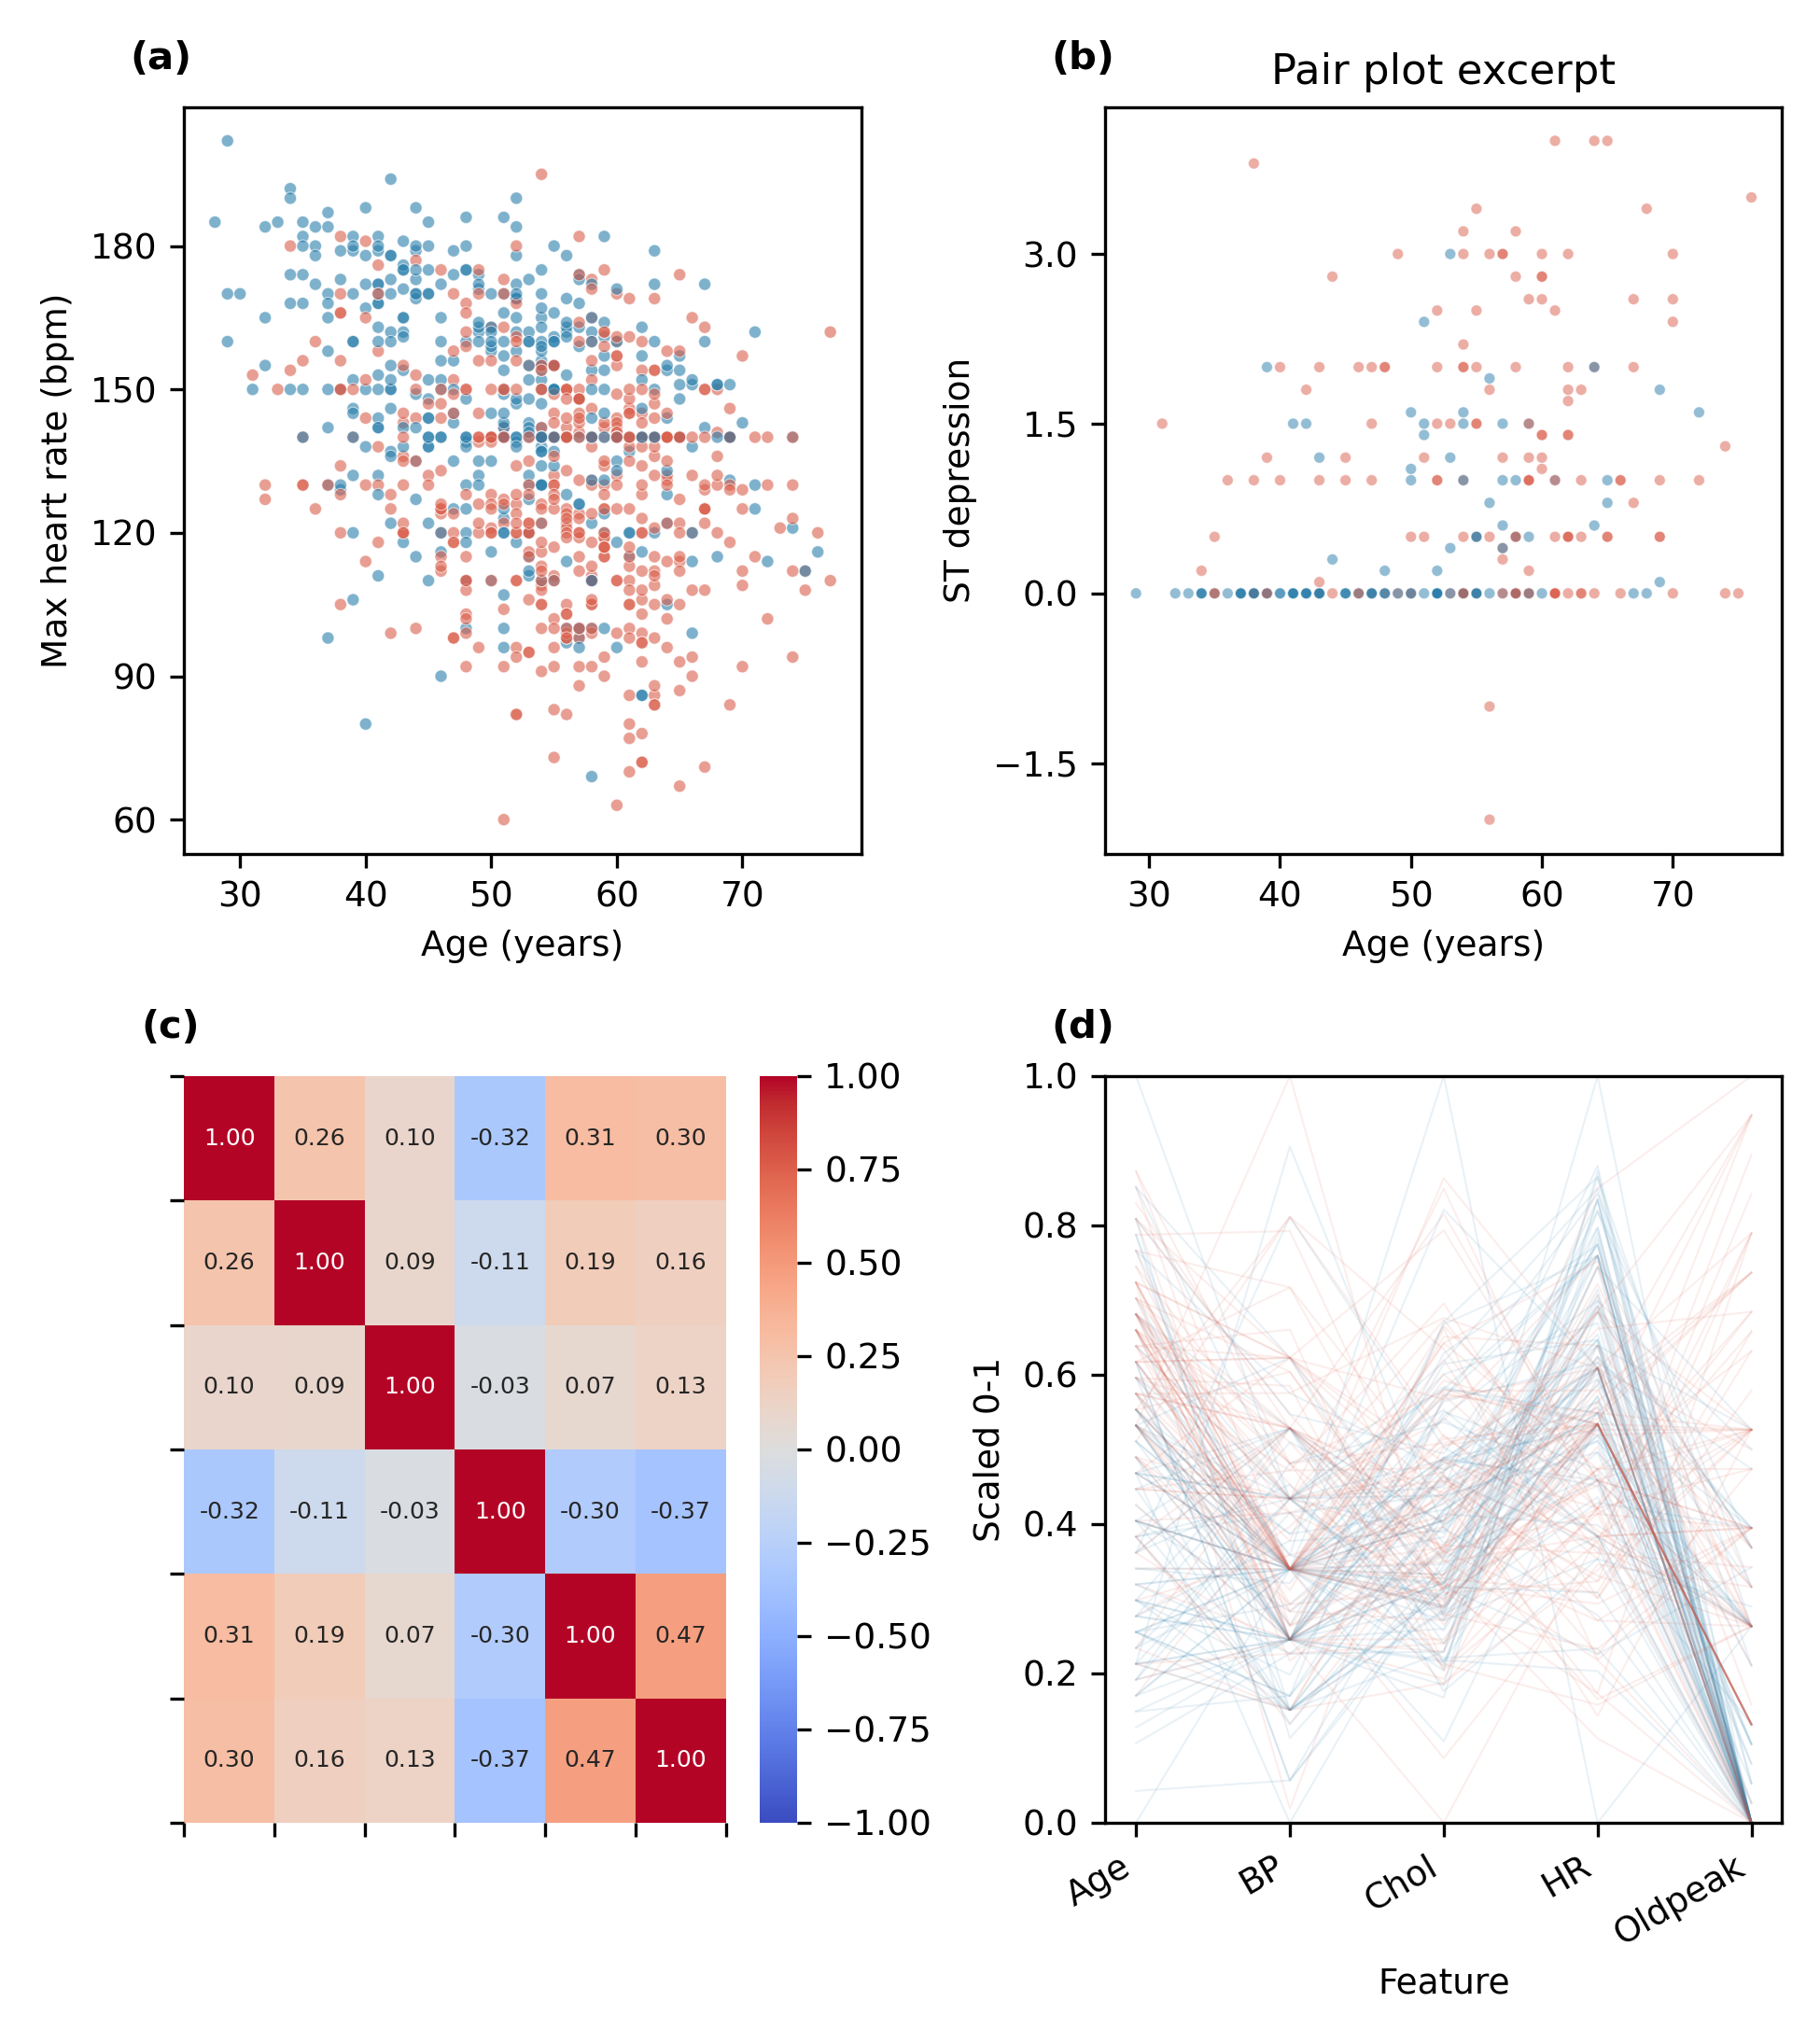 (a)
180
150
120
90
60
Max heart rate (bpm)
30 40 50 60 70
Age (years)
(b)
Pair plot excerpt
3.0
1.5
0.0
−1.5
ST depression
30 40 50 60 70
Age (years)
(c)
1.00 0.26 0.10 -0.32 0.31 0.30
0.26 1.00 0.09 -0.11 0.19 0.16
0.10 0.09 1.00 -0.03 0.07 0.13
-0.32 -0.11 -0.03 1.00 -0.30 -0.37
0.31 0.19 0.07 -0.30 1.00 0.47
0.30 0.16 0.13 -0.37 0.47 1.00
1.00
0.75
0.50
0.25
0.00
−0.25
−0.50
−0.75
−1.00
(d)
1.0
0.8
0.6
0.4
0.2
0.0
Scaled 0-1
Age BP Chol HR Oldpeak
Feature